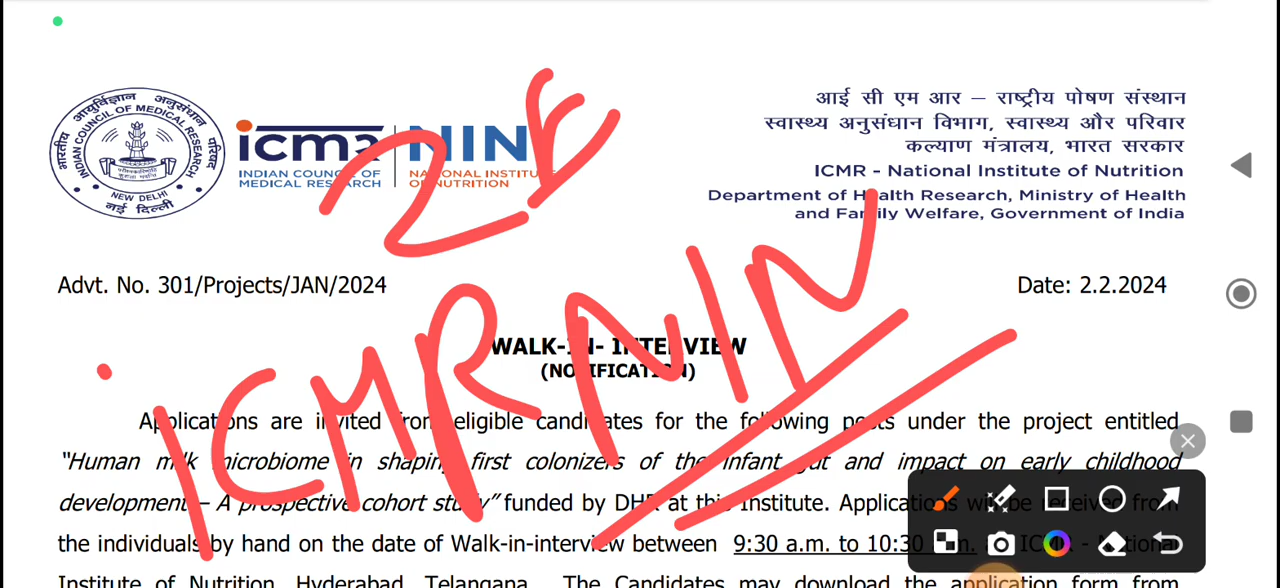 भारतीय आयुर्विज्ञान अनुसंधान परिषद
INDIAN COUNCIL OF MEDICAL RESEARCH
NEW DELHI
नई दिल्ली
icmr NIN
INDIAN COUNCIL OF NATIONAL INSTITUTE
MEDICAL RESEARCH OF NUTRITION
आई सी एम आर – राष्ट्रीय पोषण संस्थान
स्वास्थ्य अनुसंधान विभाग, स्वास्थ्य और परिवार
कल्याण मंत्रालय, भारत सरकार
ICMR - National Institute of Nutrition
Department of Health Research, Ministry of Health
and Family Welfare, Government of India
Advt. No. 301/Projects/JAN/2024 Date: 2.2.2024
WALK-IN- INTERVIEW
(NOTIFICATION)
iCMRNIN
Applications are invited from eligible candidates for the following posts under the project entitled
“Human milk microbiome in shaping first colonizers of the infant gut and impact on early childhood
development – A prospective cohort study” funded by DHR at this Institute. Applications will be received from
the individuals by hand on the date of Walk-in-interview between 9:30 a.m. to 10:30 a.m. at ICMR - National
Institute of Nutrition, Hyderabad, Telangana. The Candidates may download the application form from